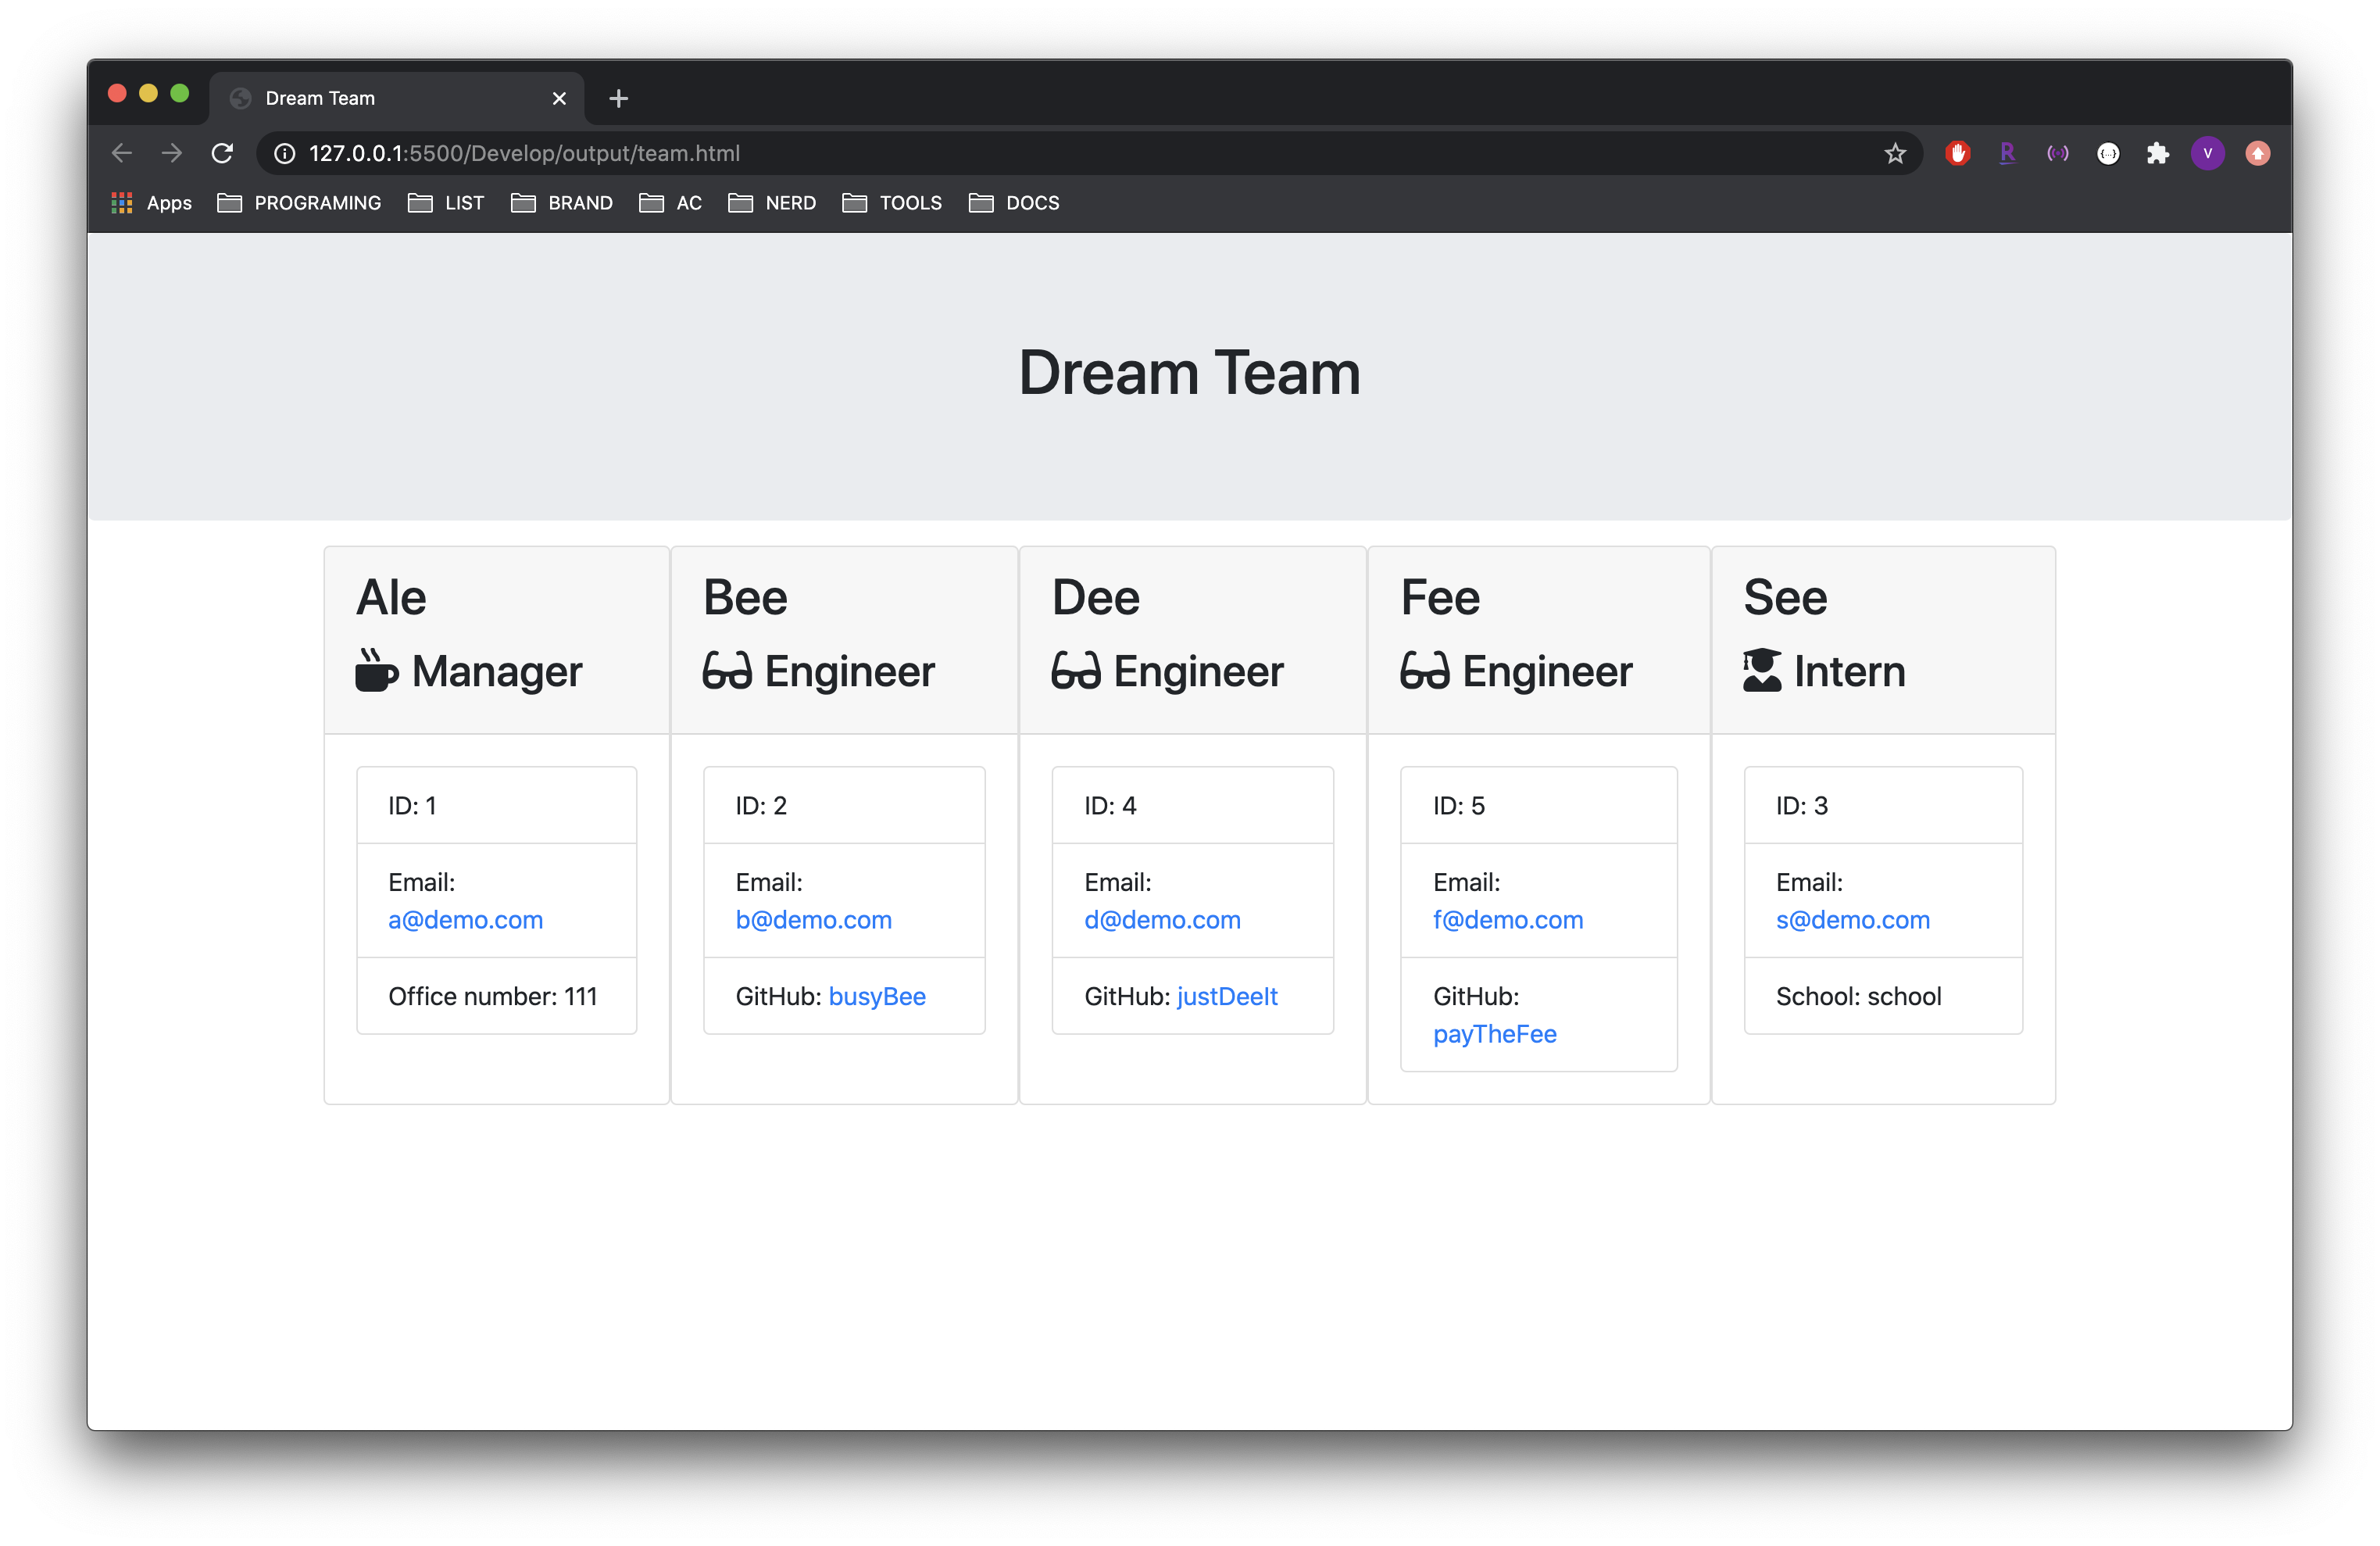 Dream Team
127.0.0.1:5500/Develop/output/team.html
R
{...}
V
Apps
PROGRAMING
LIST
BRAND
AC
NERD
TOOLS
DOCS
Dream Team
Ale
Manager
ID: 1
Email:
a@demo.com
Office number: 111
Bee
Engineer
ID: 2
Email:
b@demo.com
GitHub: busyBee
Dee
Engineer
ID: 4
Email:
d@demo.com
GitHub: justDeeIt
Fee
Engineer
ID: 5
Email:
f@demo.com
GitHub:
payTheFee
See
Intern
ID: 3
Email:
s@demo.com
School: school